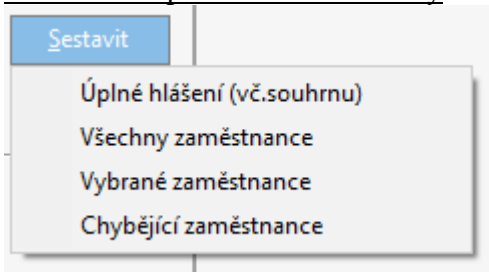 Sestavit
Úplné hlášení (vč.souhrnu)
Všechny zaměstnance
Vybrané zaměstnance
Chybějící zaměstnance